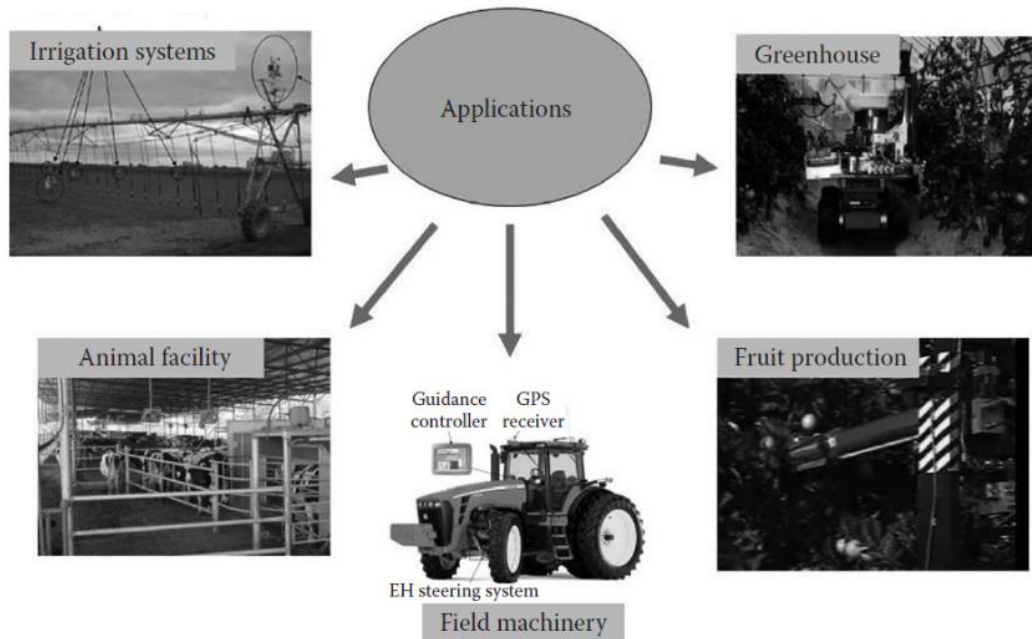 Irrigation systems
Applications
Greenhouse
Animal facility
Guidance
controller
GPS
receiver
EH steering system
Field machinery
Fruit production